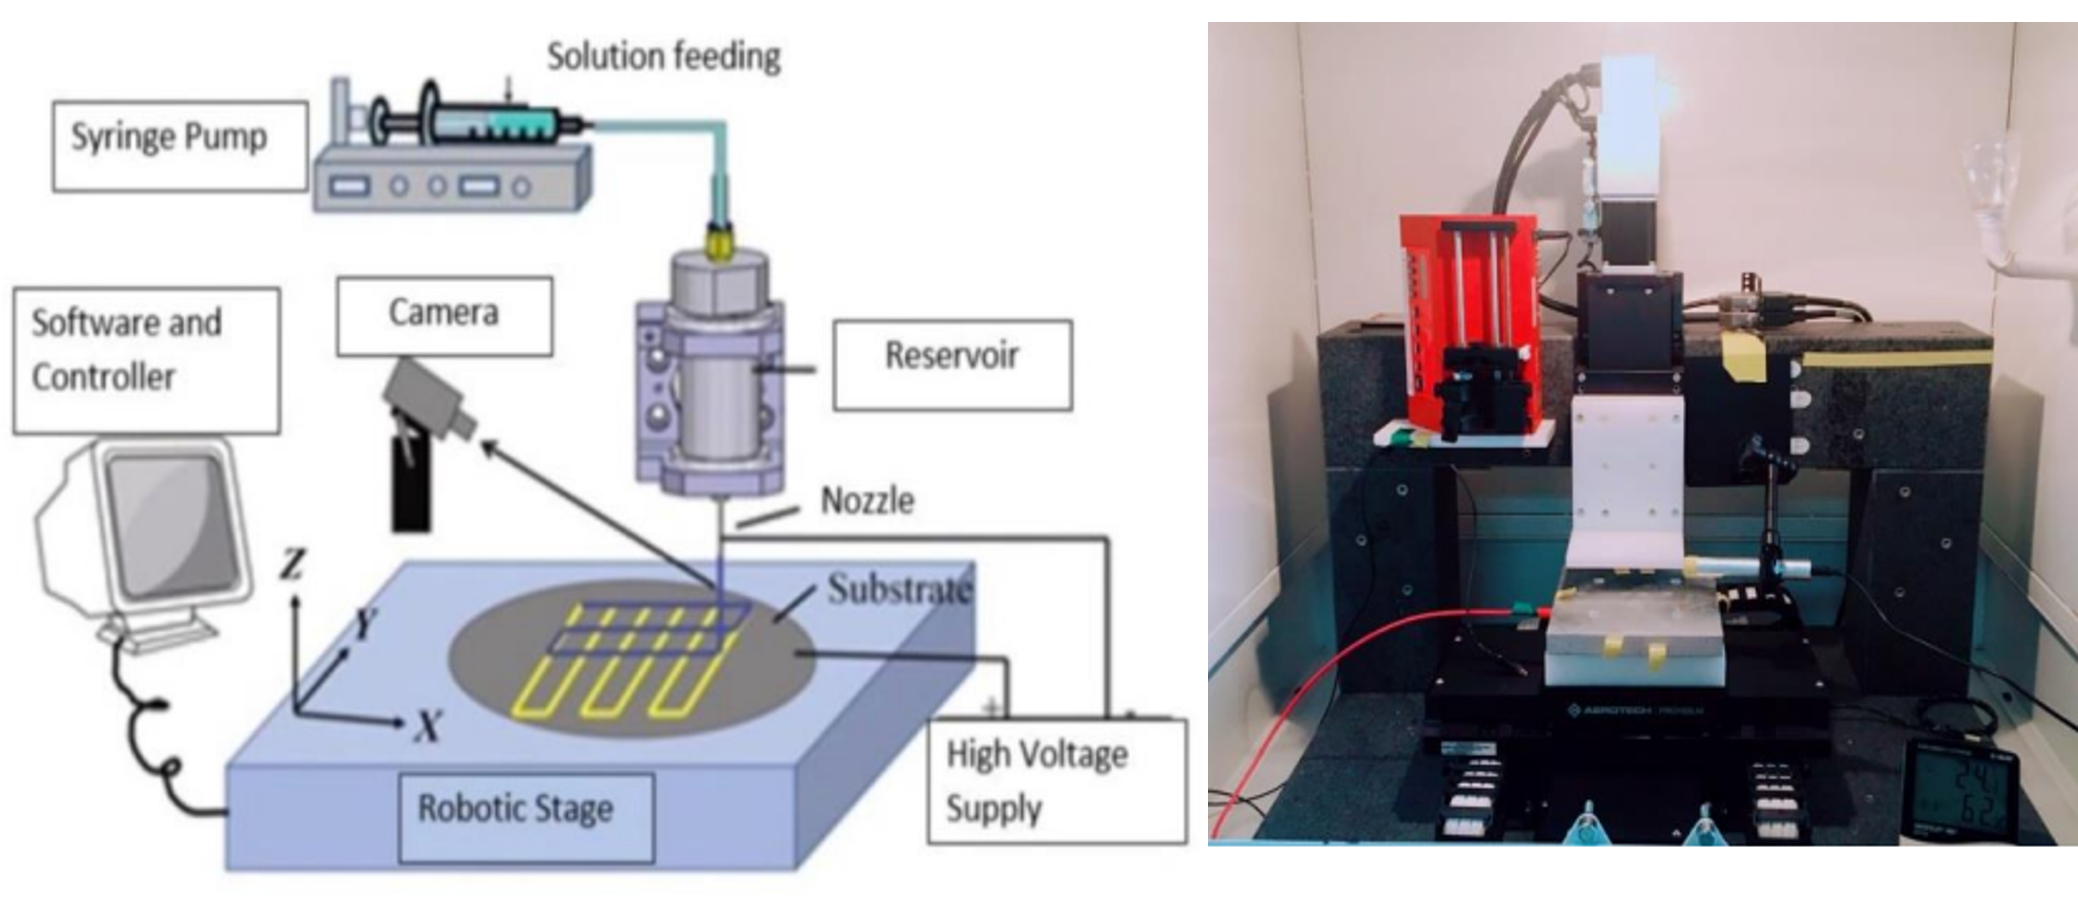 Solution feeding
Syringe Pump
Software and
Controller
Camera
Reservoir
Nozzle
Substrate
Z
Y
X
+
-
High Voltage
Supply
Robotic Stage
AEROTECH